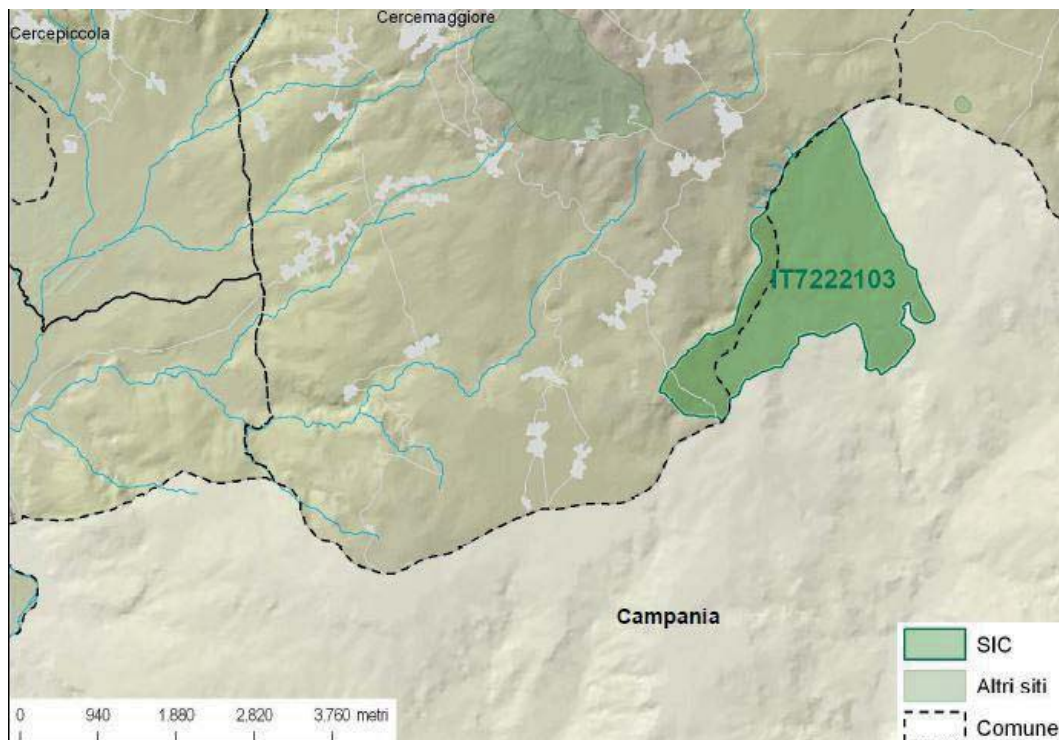 Cercemaggiore
Cercepiccola
IT7222103
Campania
SIC
Altri siti
Comune
0 940 1.880 2.820 3.760 metri